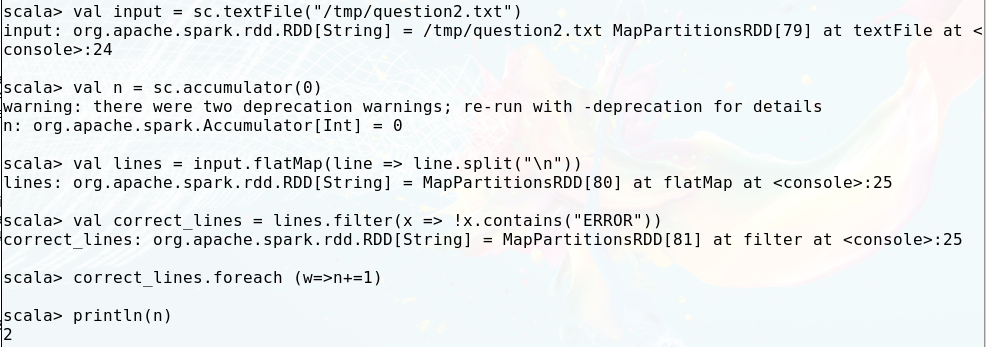 scala> val input = sc.textFile("/tmp/question2.txt")
input: org.apache.spark.rdd.RDD[String] = /tmp/question2.txt MapPartitionsRDD[79] at textFile at <
console>:24
scala> val n = sc.accumulator(0)
warning: there were two deprecation warnings; re-run with -deprecation for details
n: org.apache.spark.Accumulator[Int] = 0
scala> val lines = input.flatMap(line => line.split("\n"))
lines: org.apache.spark.rdd.RDD[String] = MapPartitionsRDD[80] at flatMap at <console>:25
scala> val correct_lines = lines.filter(x => !x.contains("ERROR"))
correct_lines: org.apache.spark.rdd.RDD[String] = MapPartitionsRDD[81] at filter at <console>:25
scala> correct_lines.foreach (w=>n+=1)
scala> println(n)
2